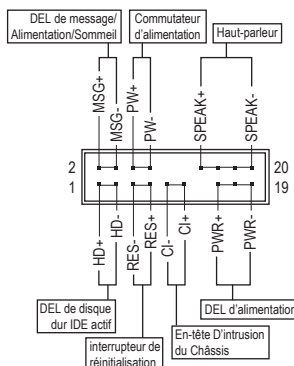 DEL de message/
Alimentation/Sommeil
Commutateur
d'alimentation
Haut-parleur
MSG+
MSG-
PW+
PW-
SPEAK+
SPEAK-
2
20
1
19
HD+
HD-
RES-
RES+
CI-
CI+
PWR+
PWR-
DEL de disque
dur IDE actif
interrupteur de
réinitialisation
En-tête D'intrusion
du Châssis
DEL d'alimentation